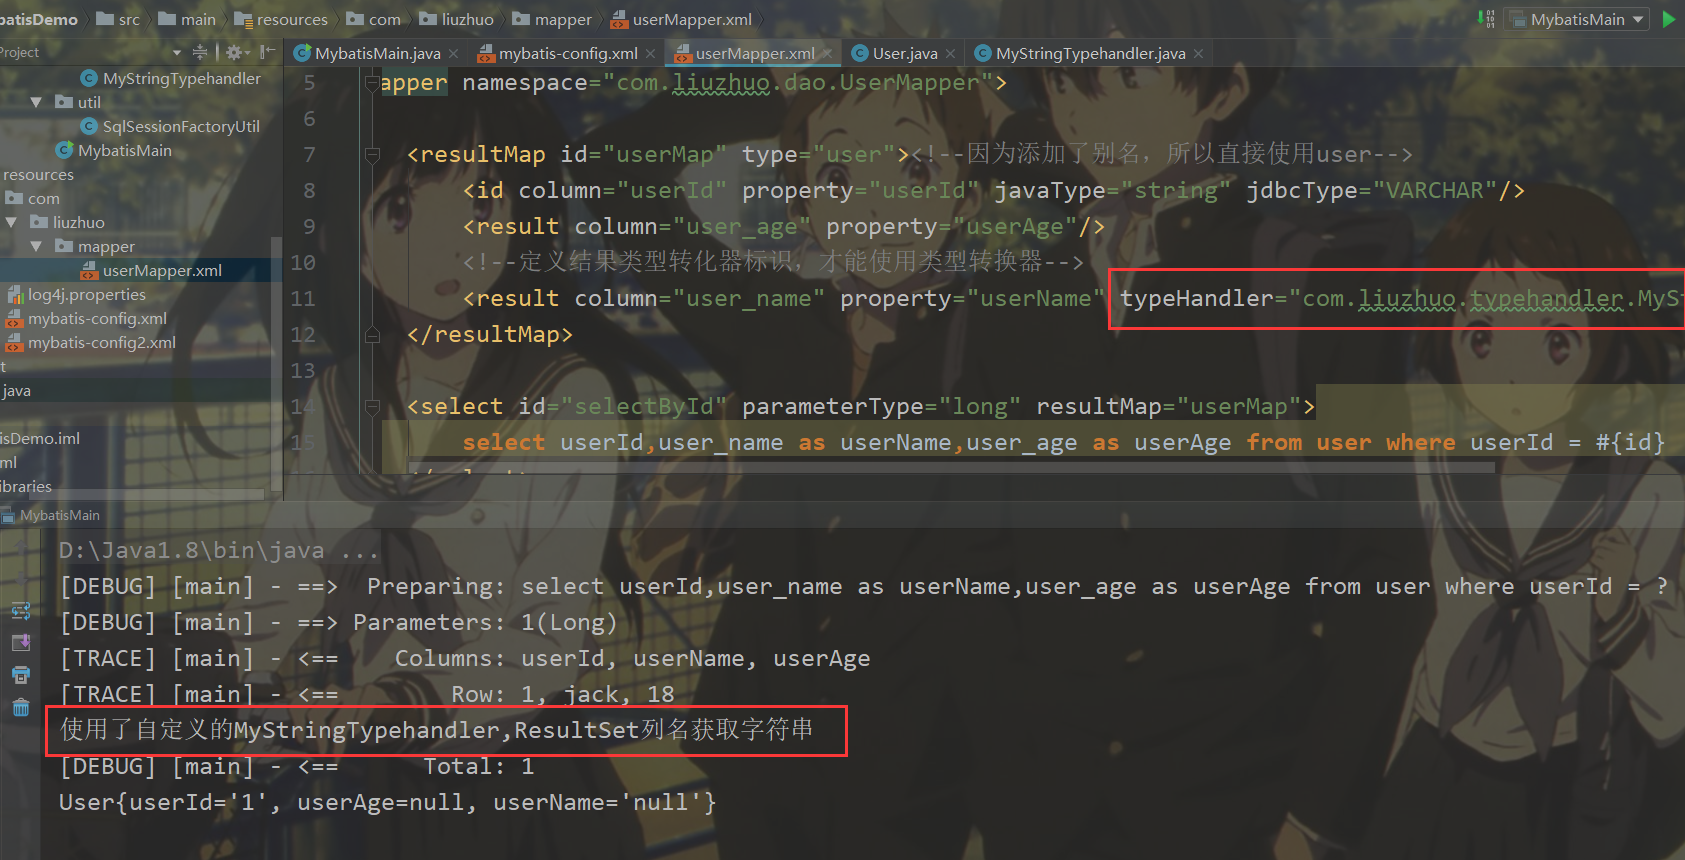 batisDemo src main resources com liuzhuo mapper userMapper.xml MybatisMain
Project MybatisMain.java mybatis-config.xml userMapper.xml User.java MyStringTypehandler.java
MyStringTypehandler
util
SqlSessionFactoryUtil
MybatisMain
resources
com
liuzhuo
mapper
userMapper.xml
log4j.properties
mybatis-config.xml
mybatis-config2.xml
t
java
isDemo.iml
ml
ibraries
5 apper namespace="com.liuzhuo.dao.UserMapper">
6
7 <resultMap id="userMap" type="user"><!--因为添加了别名，所以直接使用user-->
8 <id column="userId" property="userId" javaType="string" jdbcType="VARCHAR"/>
9 <result column="user_age" property="userAge"/>
10 <!--定义结果类型转化器标识，才能使用类型转换器-->
11 <result column="user_name" property="userName" typeHandler="com.liuzhuo.typehandler.MySt
12 </resultMap>
13
14 <select id="selectById" parameterType="long" resultMap="userMap">
15 select userId,user_name as userName,user_age as userAge from user where userId = #{id}
MybatisMain
D:\Java1.8\bin\java ...
[DEBUG] [main] - ==>  Preparing: select userId,user_name as userName,user_age as userAge from user where userId = ?
[DEBUG] [main] - ==> Parameters: 1(Long)
[TRACE] [main] - <==    Columns: userId, userName, userAge
[TRACE] [main] - <==        Row: 1, jack, 18
使用了自定义的MyStringTypehandler,ResultSet列名获取字符串
[DEBUG] [main] - <==      Total: 1
User{userId='1', userAge=null, userName='null'}